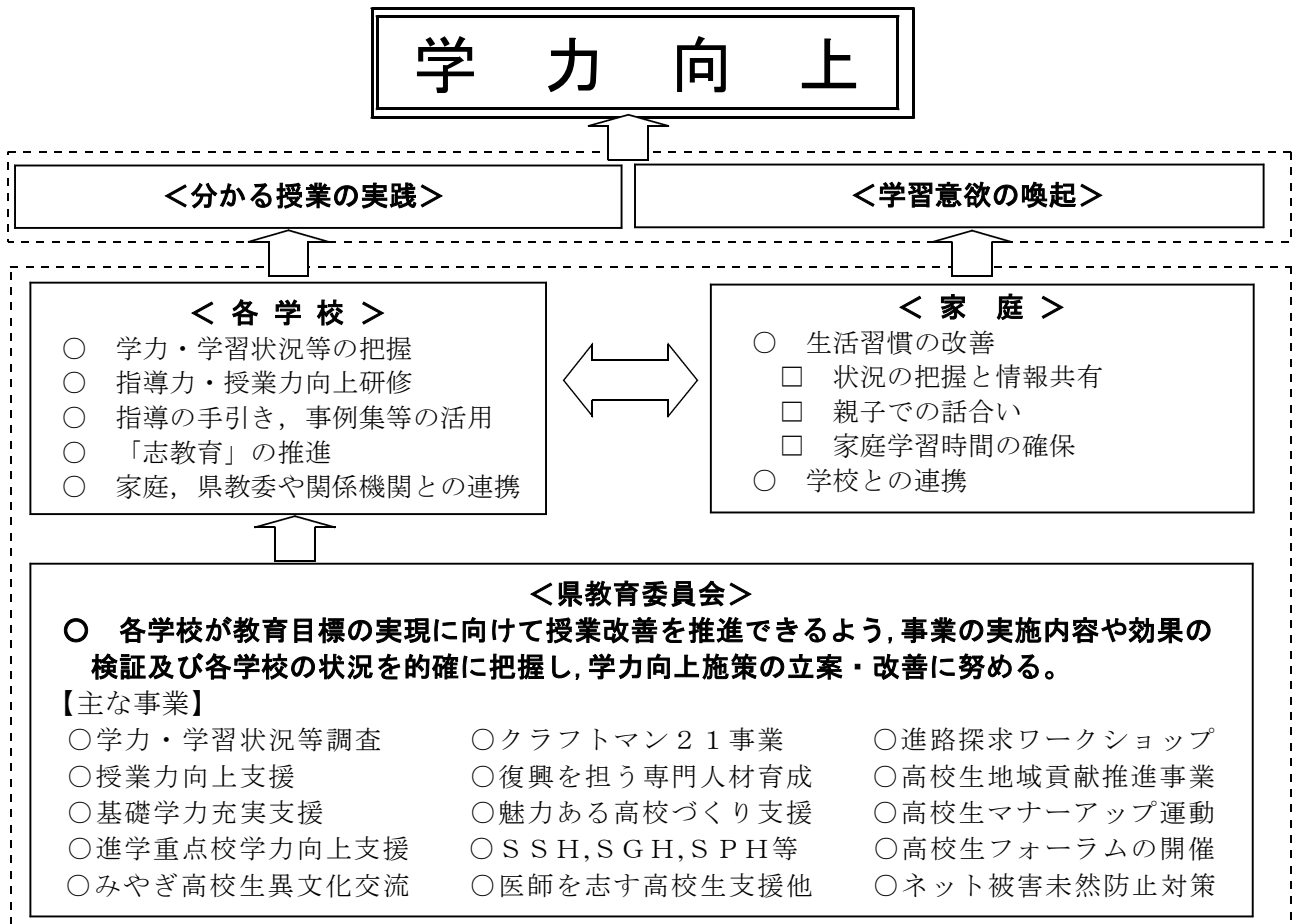 学 力 向 上
＜分かる授業の実践＞
＜学習意欲の喚起＞
＜ 各 学 校 ＞
○ 学力・学習状況等の把握
○ 指導力・授業力向上研修
○ 指導の手引き，事例集等の活用
○ 「志教育」の推進
○ 家庭，県教委や関係機関との連携
＜ 家 庭 ＞
○ 生活習慣の改善
□ 状況の把握と情報共有
□ 親子での話合い
□ 家庭学習時間の確保
○ 学校との連携
＜県教育委員会＞
○ 各学校が教育目標の実現に向けて授業改善を推進できるよう,事業の実施内容や効果の
検証及び各学校の状況を的確に把握し,学力向上施策の立案・改善に努める。
【主な事業】
○学力・学習状況等調査 ○クラフトマン２１事業 ○進路探求ワークショップ
○授業力向上支援 ○復興を担う専門人材育成 ○高校生地域貢献推進事業
○基礎学力充実支援 ○魅力ある高校づくり支援 ○高校生マナーアップ運動
○進学重点校学力向上支援 ○ＳＳＨ,ＳＧＨ,ＳＰＨ等 ○高校生フォーラムの開催
○みやぎ高校生異文化交流 ○医師を志す高校生支援他 ○ネット被害未然防止対策